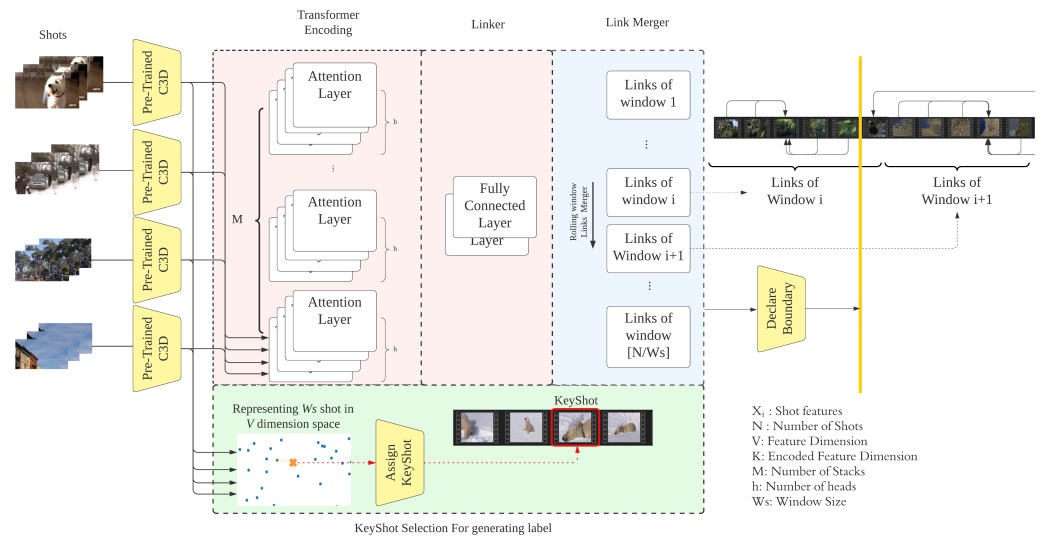 Shots
Transformer
Encoding
Linker
Link Merger
Pre-Trained
C3D
Pre-Trained
C3D
Pre-Trained
C3D
Pre-Trained
C3D
Attention
Layer
h
...
M
Attention
Layer
h
Attention
Layer
h
Fully
Connected
Layer
Layer
Links of
window 1
...
Rolling window
Links Merger
Links of
window i
Links of
Window i+1
...
Links of
window
[N/Ws]
Links of
Window i
Links of
Window i+1
Declare
Boundary
Representing Ws shot in
V dimension space
Assign
KeyShot
KeyShot
KeyShot Selection For generating label
Xi : Shot features
N : Number of Shots
V: Feature Dimension
K: Encoded Feature Dimension
M: Number of Stacks
h: Number of heads
Ws: Window Size